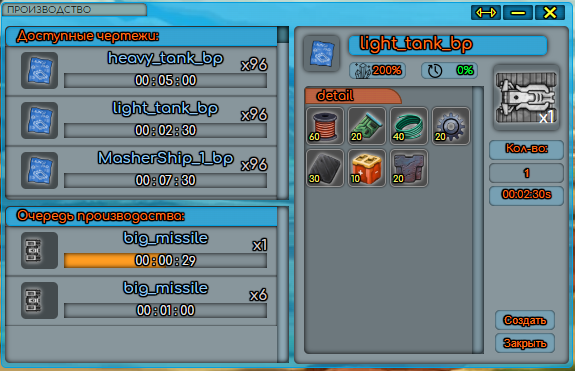 ПРОИЗВОДСТВО
Доступные чертежи:
heavy_tank_bp
x96
00:05:00
light_tank_bp
x96
00:02:30
MasherShip_1_bp
x96
00:07:30
Очередь производства:
big_missile
x1
00:00:29
big_missile
x6
00:01:00
light_tank_bp
200%
0%
detail
60
20
40
20
30
10
20
x1
Кол-во:
1
00:02:30s
Создать
Закрыть